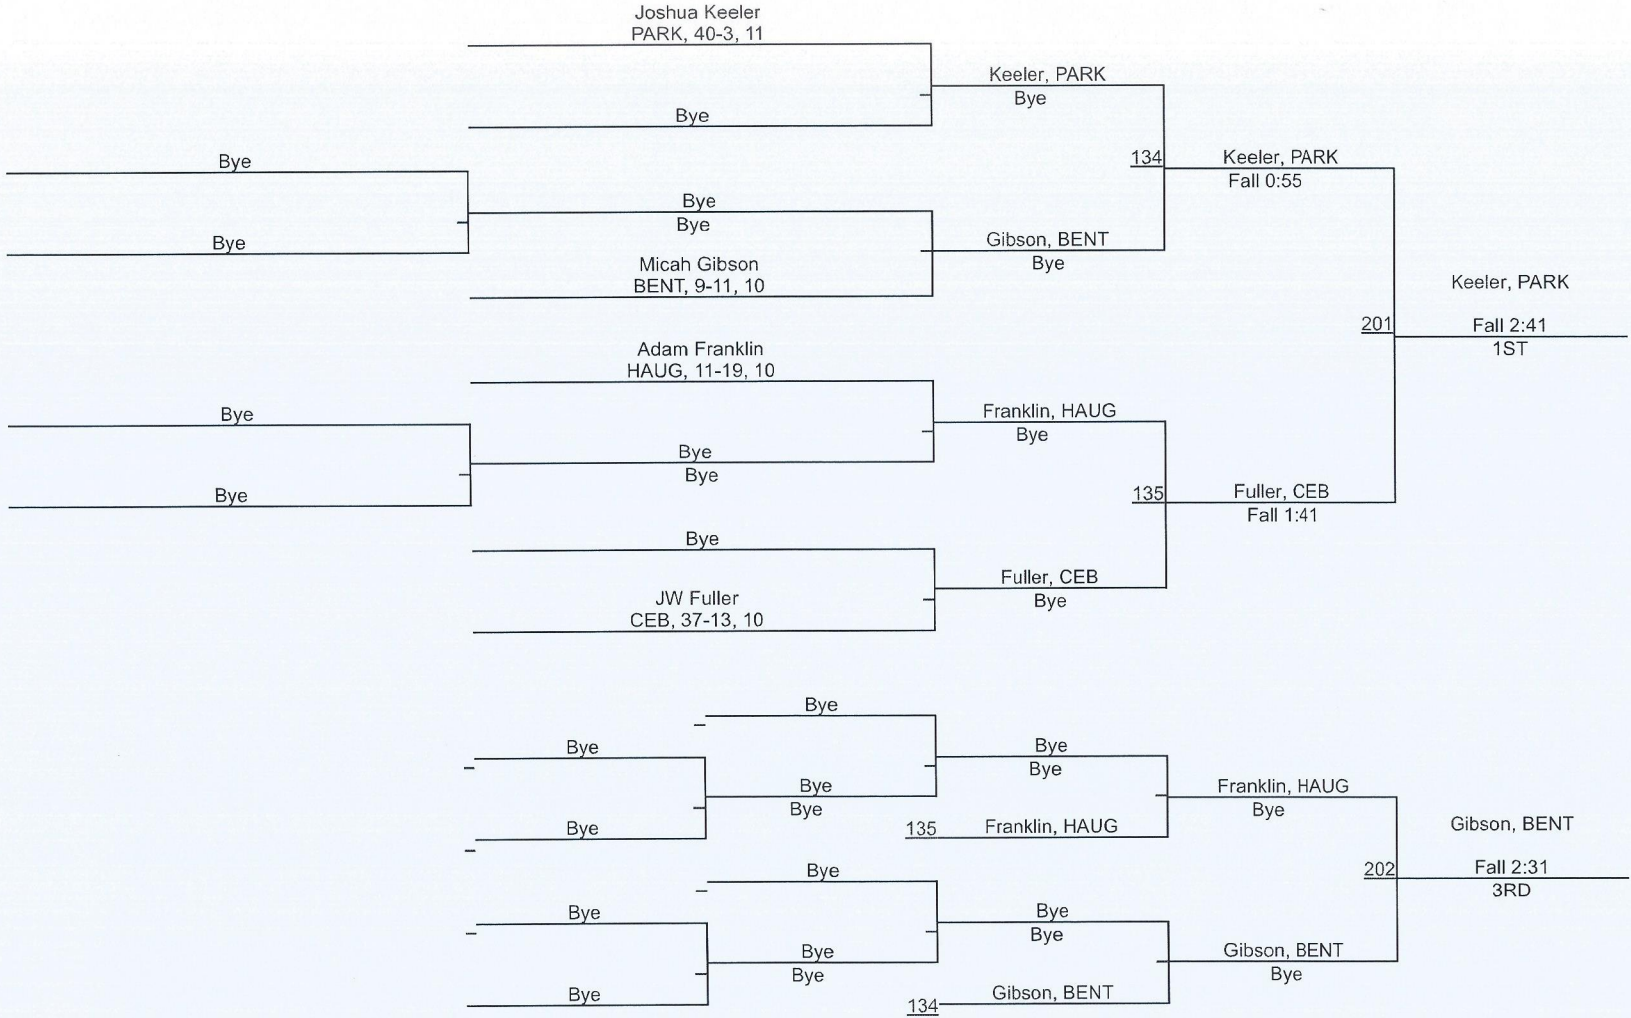 Joshua Keeler
PARK, 40-3, 11
Keeler, PARK
Bye
Bye
Bye
134
Keeler, PARK
Fall 0:55
Bye
Bye
Bye
Gibson, BENT
Bye
Micah Gibson
BENT, 9-11, 10
Keeler, PARK
201
Fall 2:41
1ST
Adam Franklin
HAUG, 11-19, 10
Bye
Franklin, HAUG
Bye
Bye
Bye
Bye
135
Fuller, CEB
Fall 1:41
Bye
Fuller, CEB
Bye
JW Fuller
CEB, 37-13, 10
Bye
Bye
Bye
Bye
Bye
Bye
Franklin, HAUG
Bye
Bye
135
Franklin, HAUG
Gibson, BENT
202
Fall 2:31
3RD
Bye
Bye
Bye
Bye
Bye
Bye
Gibson, BENT
Bye
Bye
134
Gibson, BENT